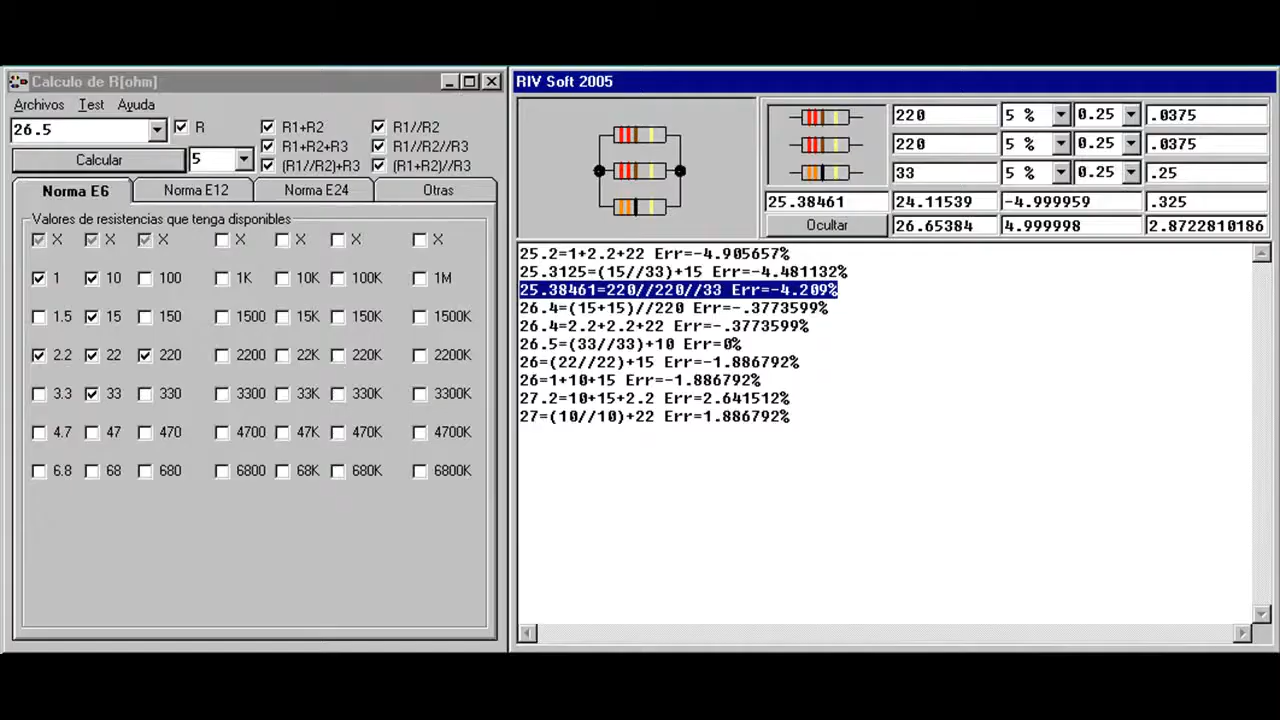 Calculo de R[ohm]
Archivos Test Ayuda
26.5
R
R1+R2
R1//R2
R1+R2+R3
R1//R2//R3
Calcular
5
(R1//R2)+R3
(R1+R2)//R3
Norma E6
Norma E12
Norma E24
Otras
Valores de resistencias que tenga disponibles
X X X X X X X
1 10 100 1K 10K 100K 1M
1.5 15 150 1500 15K 150K 1500K
2.2 22 220 2200 22K 220K 2200K
3.3 33 330 3300 33K 330K 3300K
4.7 47 470 4700 47K 470K 4700K
6.8 68 680 6800 68K 680K 6800K
RIV Soft 2005
220 5 % 0.25 .0375
220 5 % 0.25 .0375
33 5 % 0.25 .25
25.38461 24.11539 -4.999959 .325
Ocultar 26.65384 4.999998 2.8722810186
25.2=1+2.2+22 Err=-4.905657%
25.3125=(15//33)+15 Err=-4.481132%
25.38461=220//220//33 Err=-4.209%
26.4=(15+15)//220 Err=-.3773599%
26.4=2.2+2.2+22 Err=-.3773599%
26.5=(33//33)+10 Err=0%
26=(22//22)+15 Err=-1.886792%
26=1+10+15 Err=-1.886792%
27.2=10+15+2.2 Err=2.641512%
27=(10//10)+22 Err=1.886792%